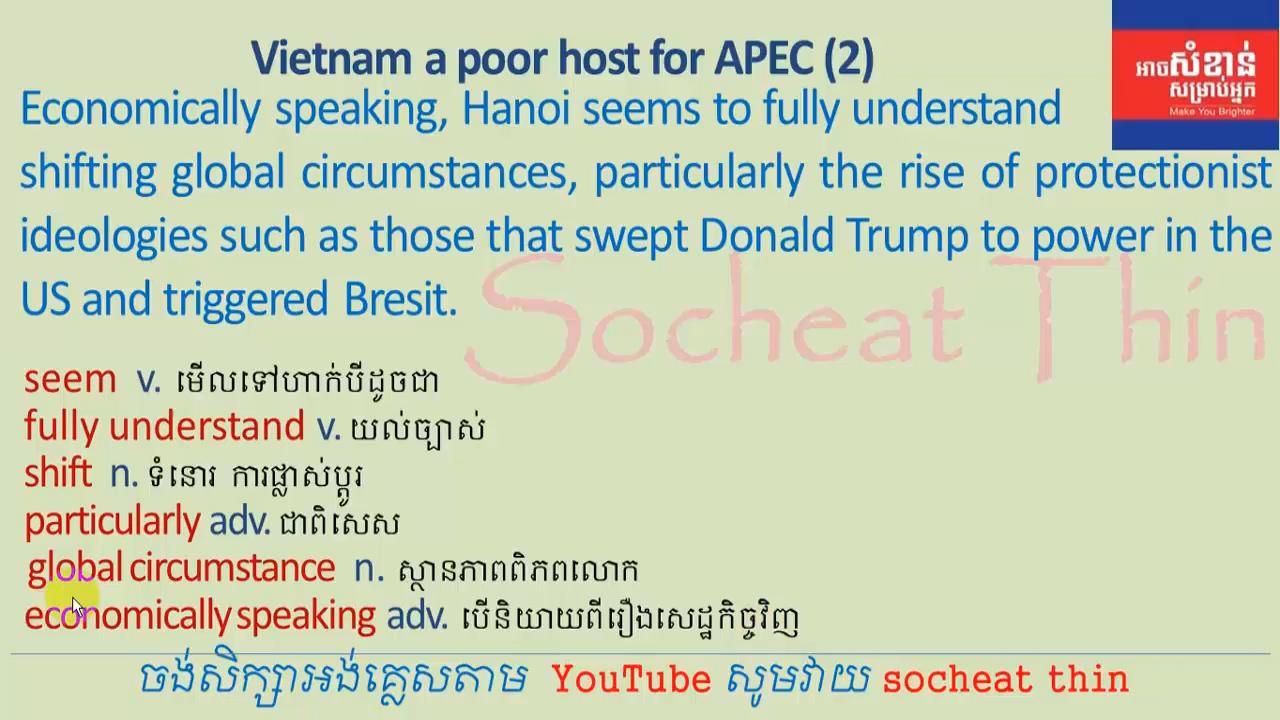 Vietnam a poor host for APEC (2)
អាចសំខាន់
សម្រាប់អ្នក
Make You Brighter
Economically speaking, Hanoi seems to fully understand
shifting global circumstances, particularly the rise of protectionist
ideologies such as those that swept Donald Trump to power in the
US and triggered Bresit.
Socheat Thin
seem v. មើលទៅហាក់បីដូចជា
fully understand v. យល់ច្បាស់
shift n. ទំនោរ ការផ្លាស់ប្តូរ
particularly adv. ជាពិសេស
global circumstance n. ស្ថានភាពពិភពលោក
economically speaking adv. បើនិយាយពីរឿងសេដ្ឋកិច្ចវិញ
ចង់សិក្សាអង់គ្លេសតាម YouTube សូមវាយ socheat thin